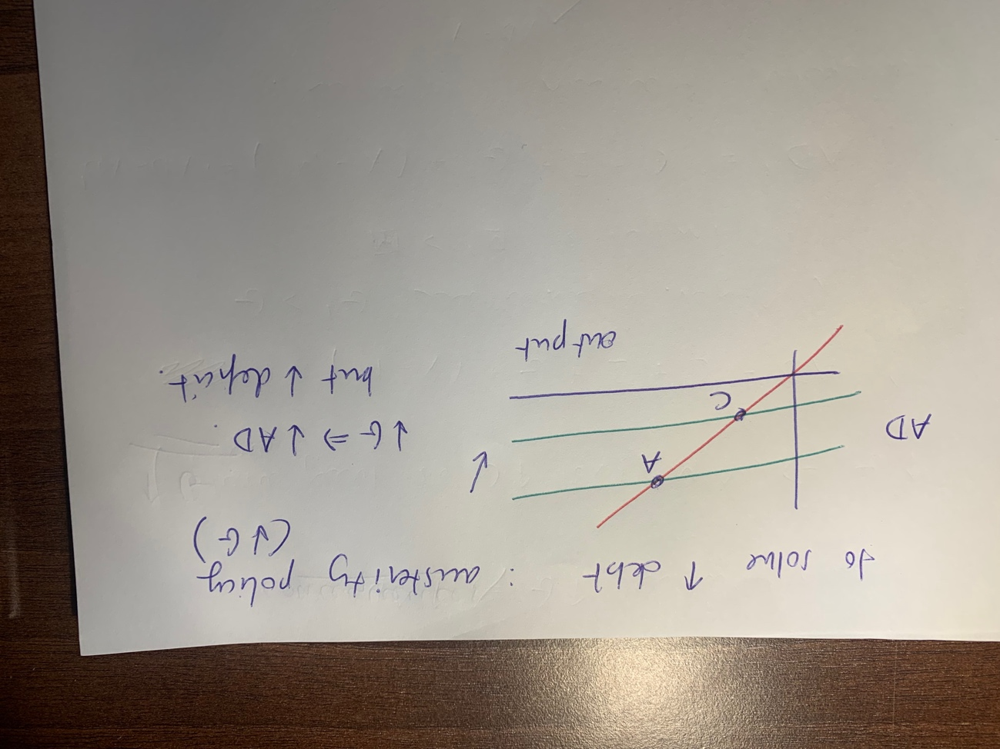 to solve ↑ debt : austerity policy
(↓G)
AD
A
C
↓G ⇒ ↓ AD.
but ↓ deficit.
output